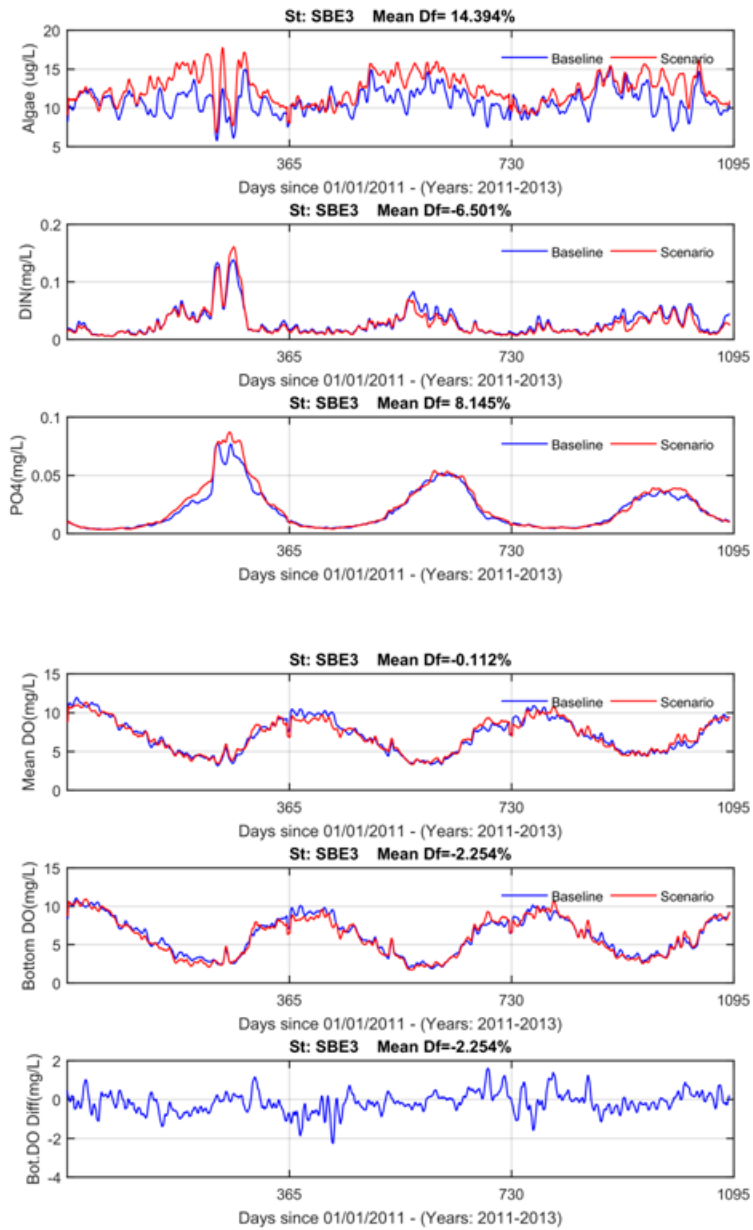 St: SBE3 Mean Df= 14.394%
20
15
10
5
Algae (ug/L)
Baseline Scenario
365 730 1095
Days since 01/01/2011 - (Years: 2011-2013)
St: SBE3 Mean Df=-6.501%
0.2
0.1
0
DIN(mg/L)
Baseline Scenario
365 730 1095
Days since 01/01/2011 - (Years: 2011-2013)
St: SBE3 Mean Df= 8.145%
0.1
0.05
0
PO4(mg/L)
Baseline Scenario
365 730 1095
Days since 01/01/2011 - (Years: 2011-2013)
St: SBE3 Mean Df=-0.112%
15
10
5
0
Mean DO(mg/L)
Baseline Scenario
365 730 1095
Days since 01/01/2011 - (Years: 2011-2013)
St: SBE3 Mean Df=-2.254%
15
10
5
0
Bottom DO(mg/L)
Baseline Scenario
365 730 1095
Days since 01/01/2011 - (Years: 2011-2013)
St: SBE3 Mean Df=-2.254%
2
0
-2
-4
Bot.DO Diff(mg/L)
365 730 1095
Days since 01/01/2011 - (Years: 2011-2013)